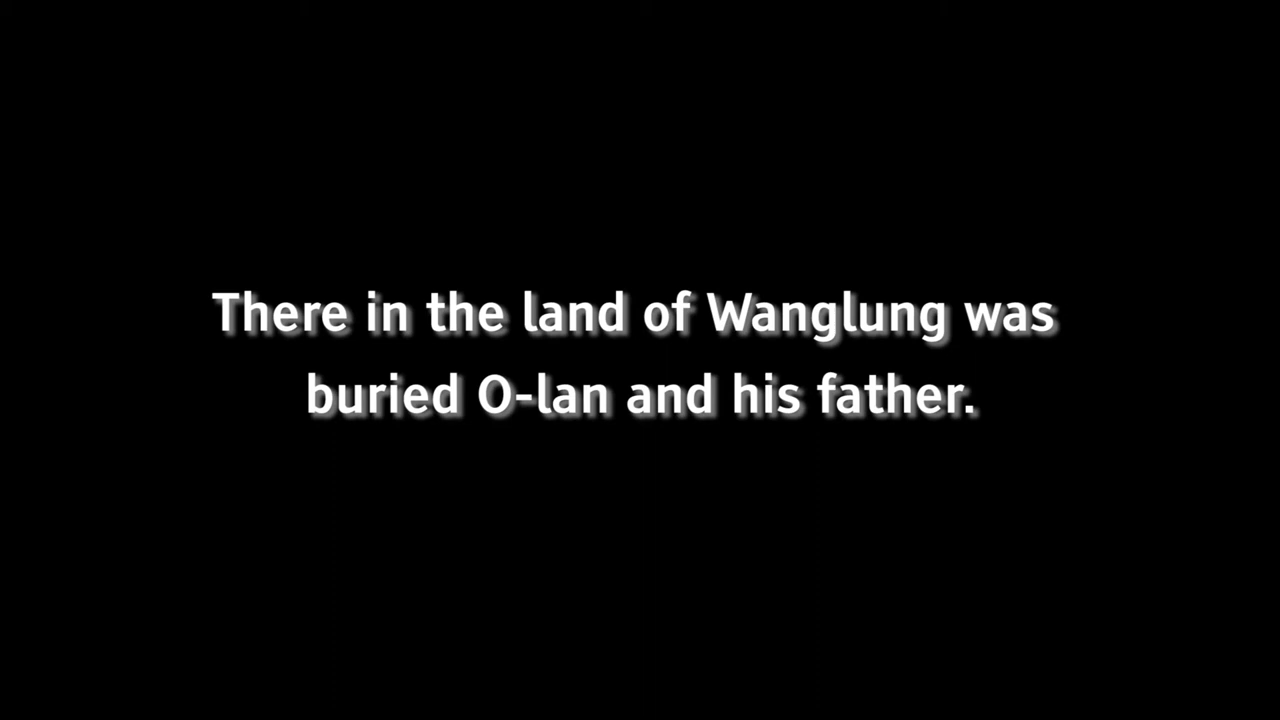 There in the land of Wanglung was
buried O-lan and his father.